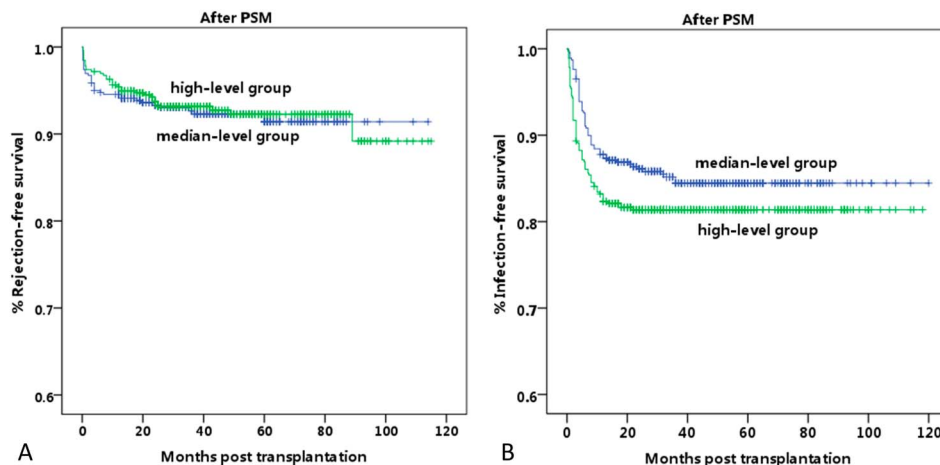 A
After PSM
% Rejection-free survival
1.0
0.9
0.8
0.7
0.6
high-level group
median-level group
0 20 40 60 80 100 120
Months post transplantation
B
After PSM
% Infection-free survival
1.0
0.9
0.8
0.7
0.6
median-level group
high-level group
0 20 40 60 80 100 120
Months post transplantation